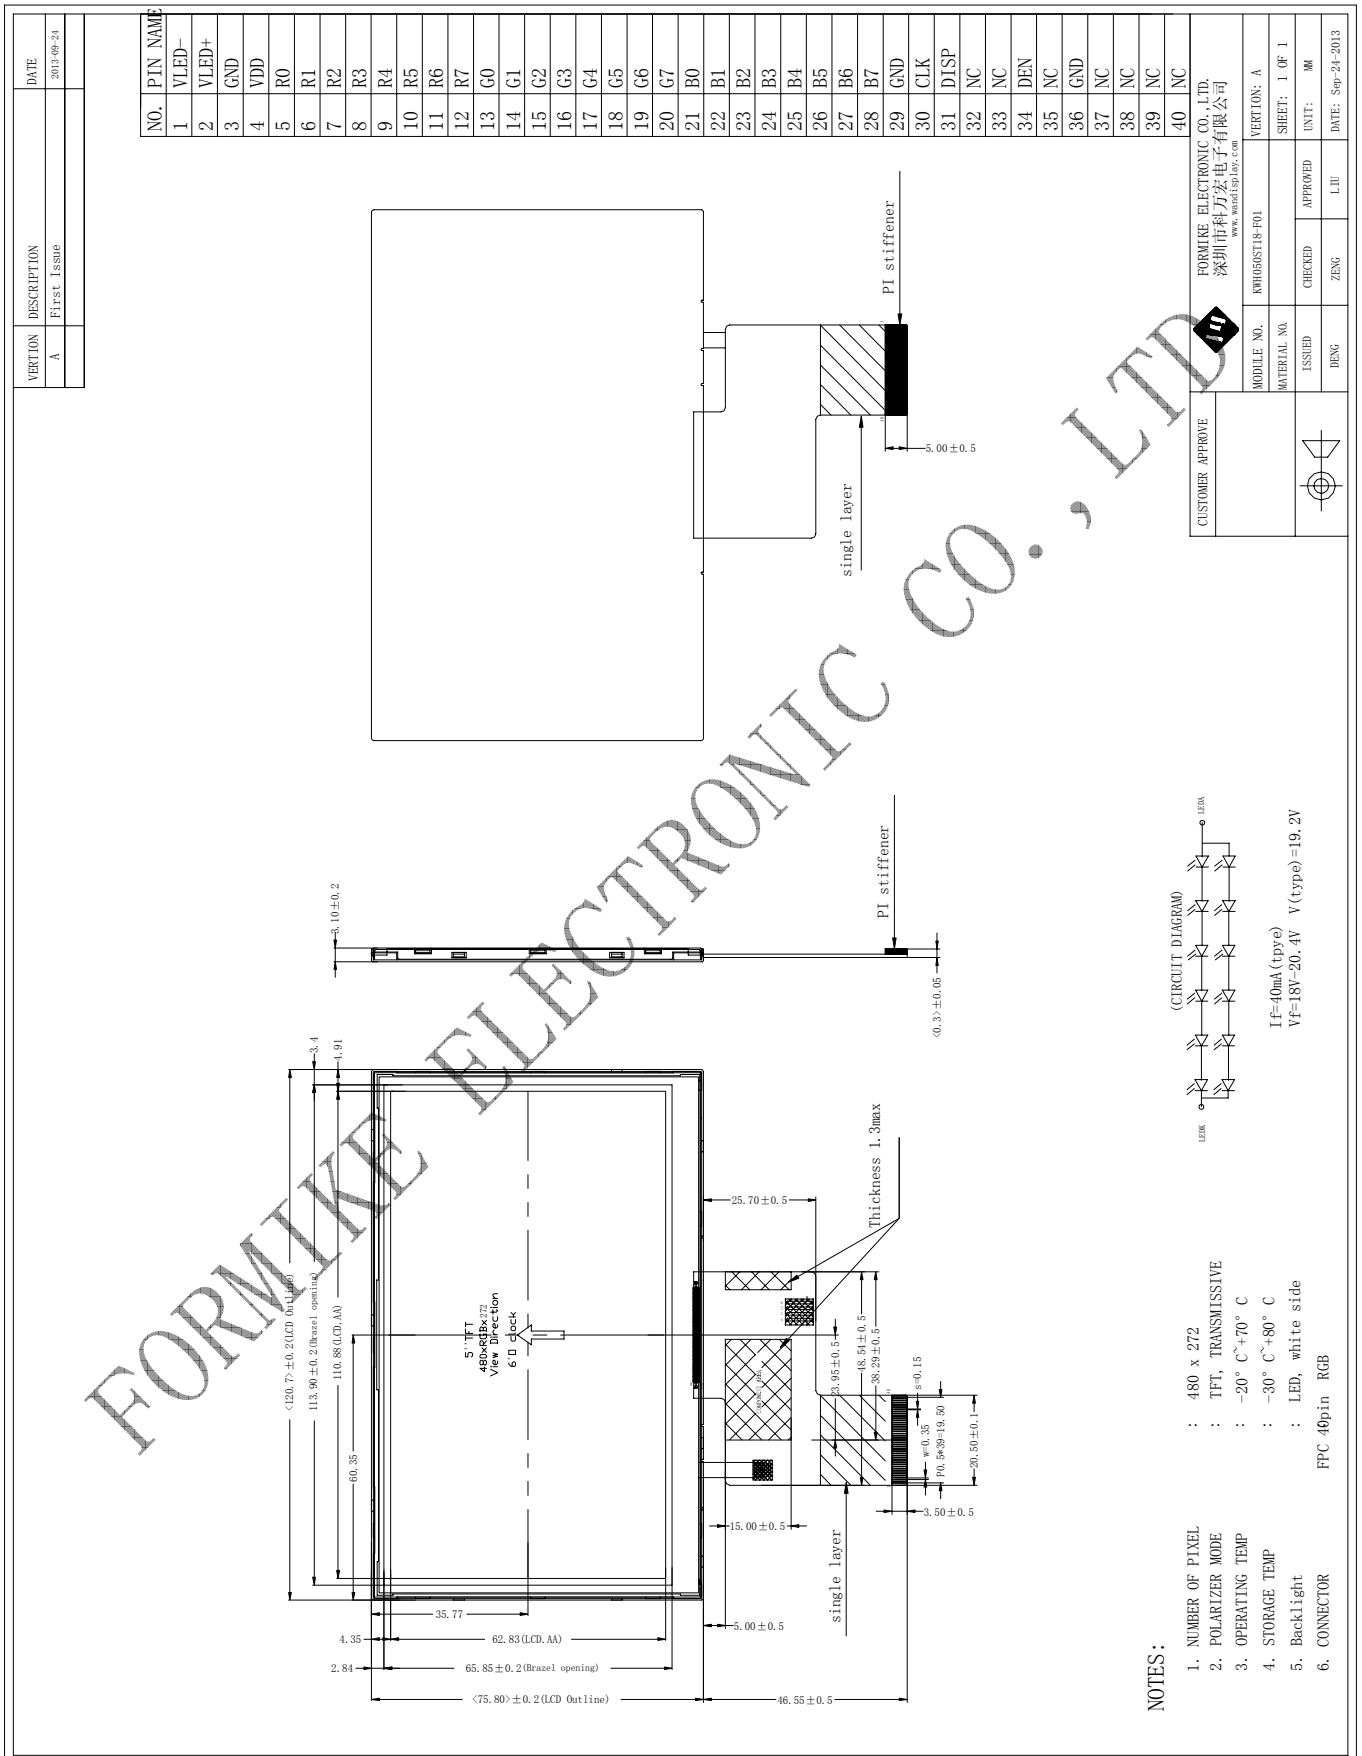 VERTION DESCRIPTION DATE
A First Issue 2013-09-24
NO. PIN NAME
1 VLED-
2 VLED+
3 GND
4 VDD
5 R0
6 R1
7 R2
8 R3
9 R4
10 R5
11 R6
12 R7
13 G0
14 G1
15 G2
16 G3
17 G4
18 G5
19 G6
20 G7
21 B0
22 B1
23 B2
24 B3
25 B4
26 B5
27 B6
28 B7
29 GND
30 CLK
31 DISP
32 NC
33 NC
34 DEN
35 NC
36 GND
37 NC
38 NC
39 NC
40 NC
<120.7>±0.2(LCD Outline)
113.90±0.2(Brazel opening)
110.88(LCD.AA)
60.35
3.4
4.91
3.10±0.2
5''TFT
480xRGBx272
View Direction
6'O clock
35.77
4.35
62.83(LCD.AA)
2.84
65.85±0.2(Brazel opening)
<75.80>±0.2(LCD Outline)
46.55±0.5
5.00±0.5
15.00±0.5
25.70±0.5
Thickness 1.3max
23.95±0.5
48.54±0.5
38.29±0.5
s=0.15
w=0.35
P0.5*39=19.50
20.50±0.1
3.50±0.5
single layer
PI stiffener
<0.3>±0.05
PI stiffener
single layer
5.00±0.5
FORMIKE ELECTRONIC CO., LTD
NOTES:
1. NUMBER OF PIXEL : 480 x 272
2. POLARIZER MODE : TFT, TRANSMISSIVE
3. OPERATING TEMP : -20° C~+70° C
4. STORAGE TEMP : -30° C~+80° C
5. Backlight : LED, white side
6. CONNECTOR FPC 40pin RGB
(CIRCUIT DIAGRAM)
LEDK
LEDA
If=40mA(tpye)
Vf=18V-20.4V V(type)=19.2V
CUSTOMER APPROVE
FORMIKE ELECTRONIC CO.,LTD.
深圳市科万宏电子有限公司
www.wandisplay.com
MODULE NO. KWH050ST18-F01 VERTION: A
MATERIAL NO. SHEET: 1 OF 1
ISSUED CHECKED APPROVED UNIT: MM
DENG ZENG LIU DATE: Sep-24-2013